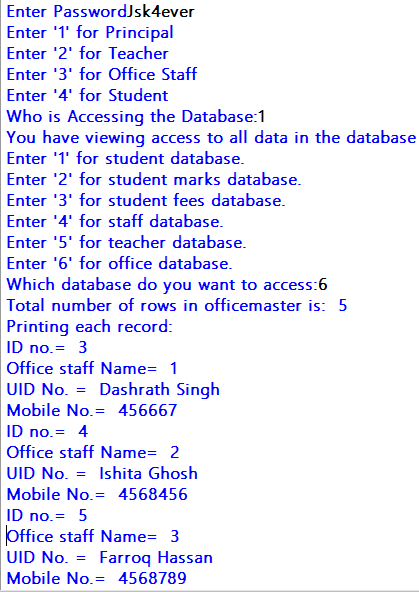 Enter PasswordJsk4ever
Enter '1' for Principal
Enter '2' for Teacher
Enter '3' for Office Staff
Enter '4' for Student
Who is Accessing the Database:1
You have viewing access to all data in the database
Enter '1' for student database.
Enter '2' for student marks database.
Enter '3' for student fees database.
Enter '4' for staff database.
Enter '5' for teacher database.
Enter '6' for office database.
Which database do you want to access:6
Total number of rows in officemaster is:  5
Printing each record:
ID no.=  3
Office staff Name=  1
UID No. =  Dashrath Singh
Mobile No.=  456667
ID no.=  4
Office staff Name=  2
UID No. =  Ishita Ghosh
Mobile No.=  4568456
ID no.=  5
Office staff Name=  3
UID No. =  Farroq Hassan
Mobile No.=  4568789